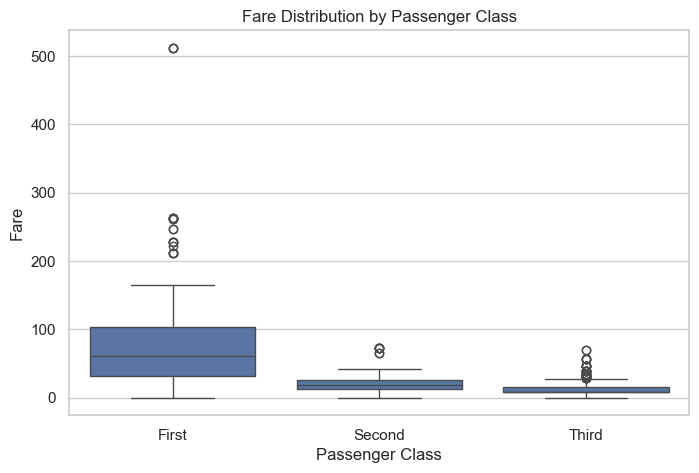 Fare Distribution by Passenger Class
500
400
300
200
100
0
Fare
First Second Third
Passenger Class